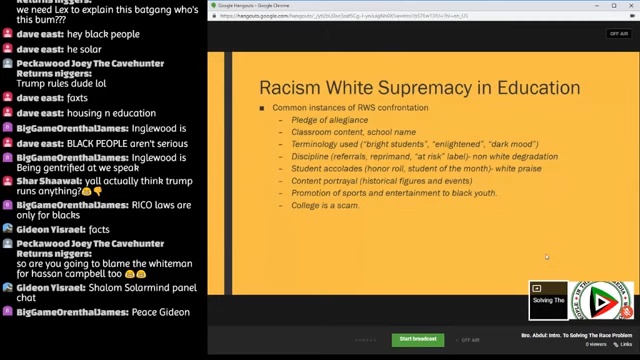 we need Lex to explain this batgang who's
this bum???
dave east: hey black people
dave east: he solar
Peckawood Joey The Cavehunter
Returns niggers:
Trump rules dude lol
dave east: faxts
dave east: housing n education
BigGameOrenthalJames: Inglewood is
dave east: BLACK PEOPLE aren't serious
BigGameOrenthalJames: Inglewood is
Being gentrified at we speak
Shar Shaawal: yall actually think trump
runs anything?
BigGameOrenthalJames: RICO laws are
only for blacks
Gideon Yisrael: facts
Peckawood Joey The Cavehunter
Returns niggers:
so are you going to blame the whiteman
for hassan campbell too
Gideon Yisrael: Shalom Solarmind panel
chat
BigGameOrenthalJames: Peace Gideon
Google Hangouts - Google Chrome
OFF AIR
Racism White Supremacy in Education
■ Common instances of RWS confrontation
– Pledge of allegiance
– Classroom content, school name
– Terminology used ("bright students", "enlightened", "dark mood")
– Discipline (referrals, reprimand, "at risk" label)- non white degradation
– Student accolades (honor roll, student of the month)- white praise
– Content portrayal (historical figures and events)
– Promotion of sports and entertainment to black youth.
– College is a scam.
Solving The
Bro. Abdul: Intro. To Solving The Race Problem
Start broadcast
OFF AIR
0 viewers
Links